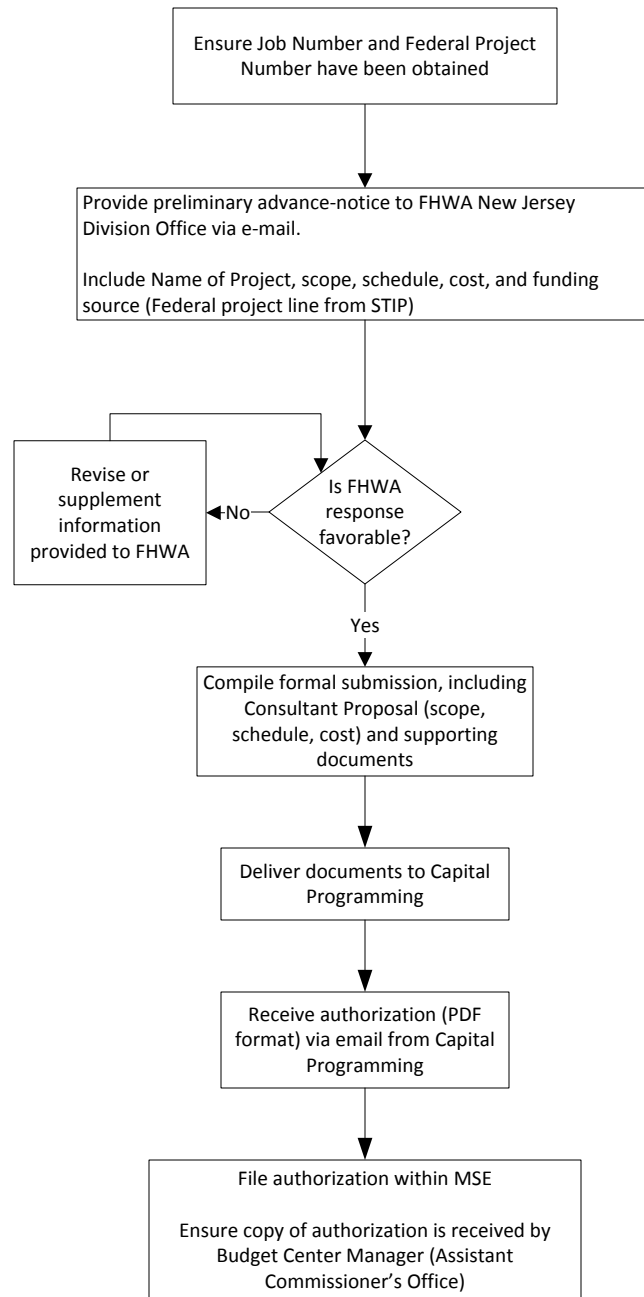 Ensure Job Number and Federal Project
Number have been obtained
Provide preliminary advance-notice to FHWA New Jersey
Division Office via e-mail.
Include Name of Project, scope, schedule, cost, and funding
source (Federal project line from STIP)
Revise or
supplement
information
provided to FHWA
No
Is FHWA
response
favorable?
Yes
Compile formal submission, including
Consultant Proposal (scope,
schedule, cost) and supporting
documents
Deliver documents to Capital
Programming
Receive authorization (PDF
format) via email from Capital
Programming
File authorization within MSE
Ensure copy of authorization is received by
Budget Center Manager (Assistant
Commissioner’s Office)